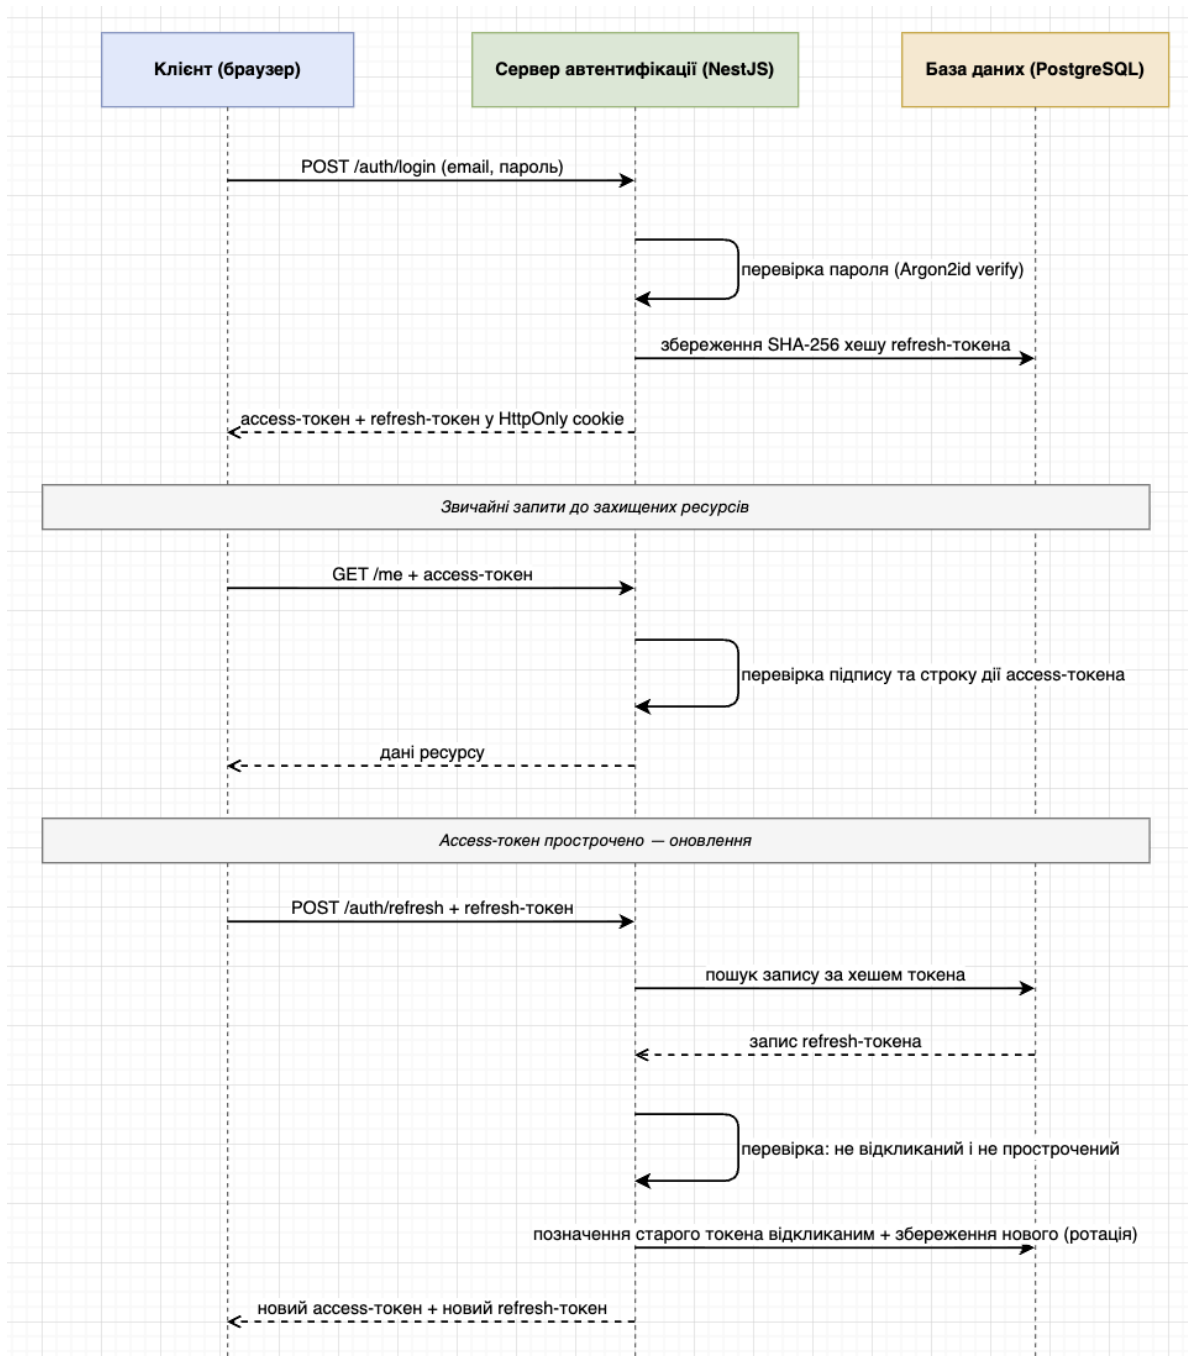 Клієнт (браузер)
Сервер автентифікації (NestJS)
База даних (PostgreSQL)
POST /auth/login (email, пароль)
перевірка пароля (Argon2id verify)
збереження SHA-256 хешу refresh-токена
access-токен + refresh-токен у HttpOnly cookie
Звичайні запити до захищених ресурсів
GET /me + access-токен
перевірка підпису та строку дії access-токена
дані ресурсу
Access-токен прострочено — оновлення
POST /auth/refresh + refresh-токен
пошук запису за хешем токена
запис refresh-токена
перевірка: не відкликаний і не прострочений
позначення старого токена відкликаним + збереження нового (ротація)
новий access-токен + новий refresh-токен